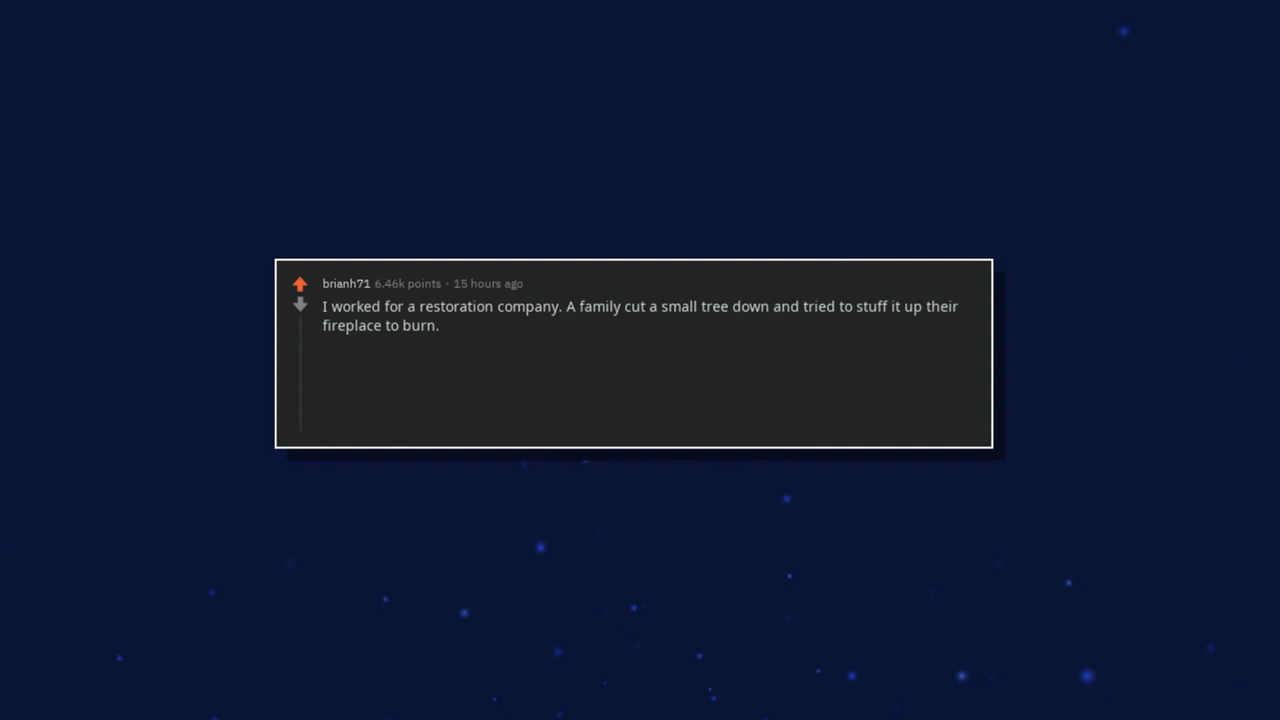 brianh71 6.46k points · 15 hours ago
I worked for a restoration company. A family cut a small tree down and tried to stuff it up their
fireplace to burn.